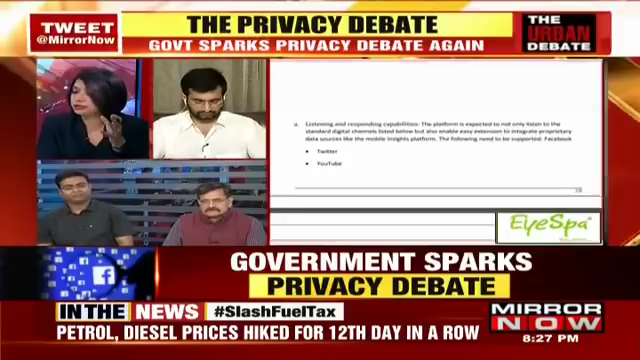 TWEET
@MirrorNow
THE PRIVACY DEBATE
GOVT SPARKS PRIVACY DEBATE AGAIN
THE
URBAN
DEBATE
a. Listening and responding capabilities: The platform is expected to not only listen to the
standard digital channels listed below but also enable easy extension to integrate proprietary
data sources like the mobile insights platform. The following need to be supported: Facebook
• Twitter
• YouTube
EyeSpa
GOVERNMENT SPARKS
PRIVACY DEBATE
IN THE NEWS
#SlashFuelTax
PETROL, DIESEL PRICES HIKED FOR 12TH DAY IN A ROW
MIRROR
NOW
8:27 PM